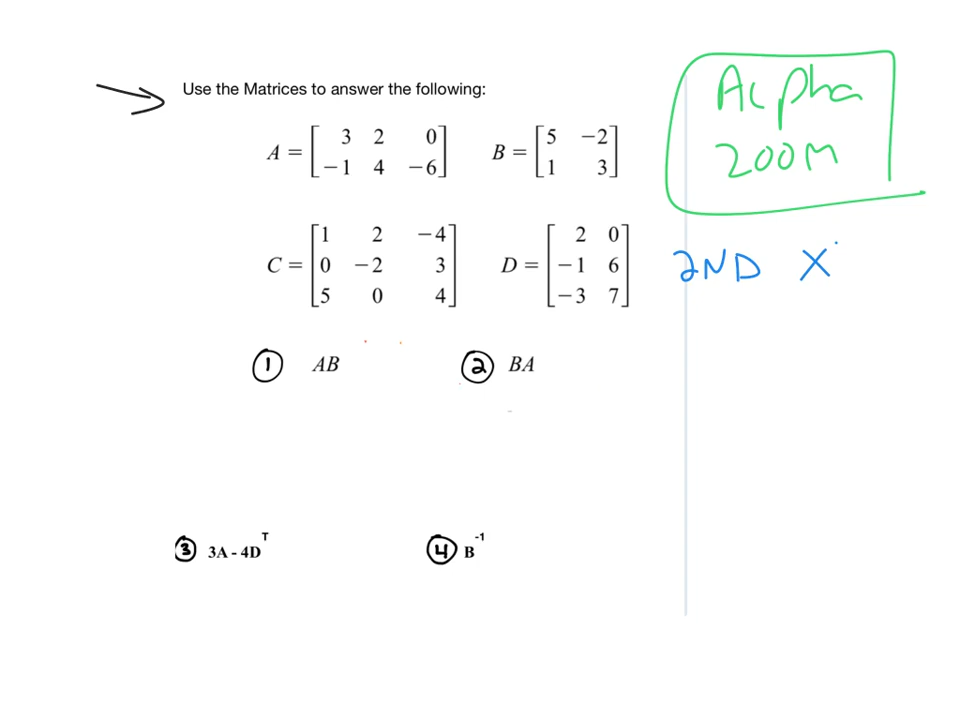 Use the Matrices to answer the following:
A = [ 3 2 0
-1 4 -6 ]
B = [ 5 -2
1 3 ]
C = [ 1 2 -4
0 -2 3
5 0 4 ]
D = [ 2 0
-1 6
-3 7 ]
① AB
② BA
③ 3A - 4D^T
④ B^-1
Alpha
ZOOM
2ND X